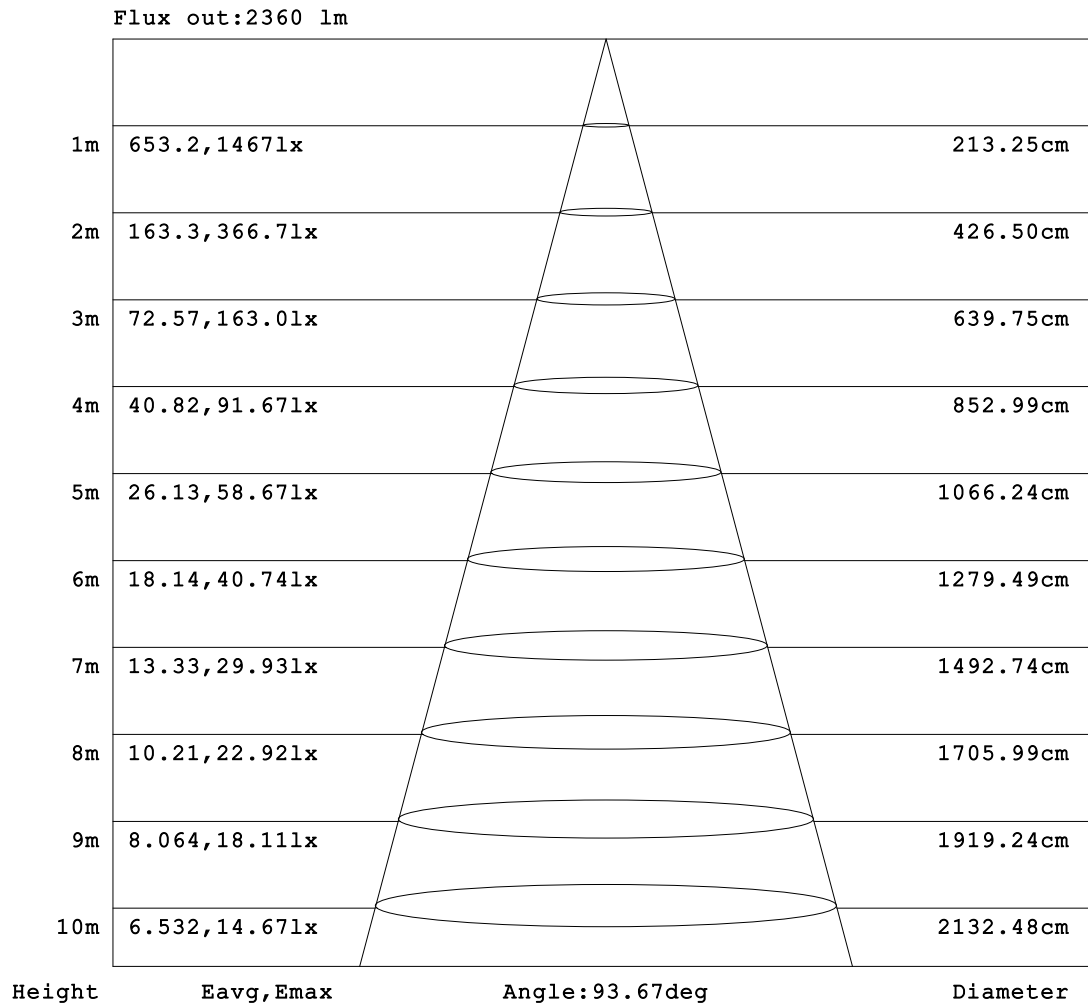 Flux out:2360 lm
1m 653.2,1467lx 213.25cm
2m 163.3,366.7lx 426.50cm
3m 72.57,163.0lx 639.75cm
4m 40.82,91.67lx 852.99cm
5m 26.13,58.67lx 1066.24cm
6m 18.14,40.74lx 1279.49cm
7m 13.33,29.93lx 1492.74cm
8m 10.21,22.92lx 1705.99cm
9m 8.064,18.11lx 1919.24cm
10m 6.532,14.67lx 2132.48cm
Height Eavg,Emax Angle:93.67deg Diameter